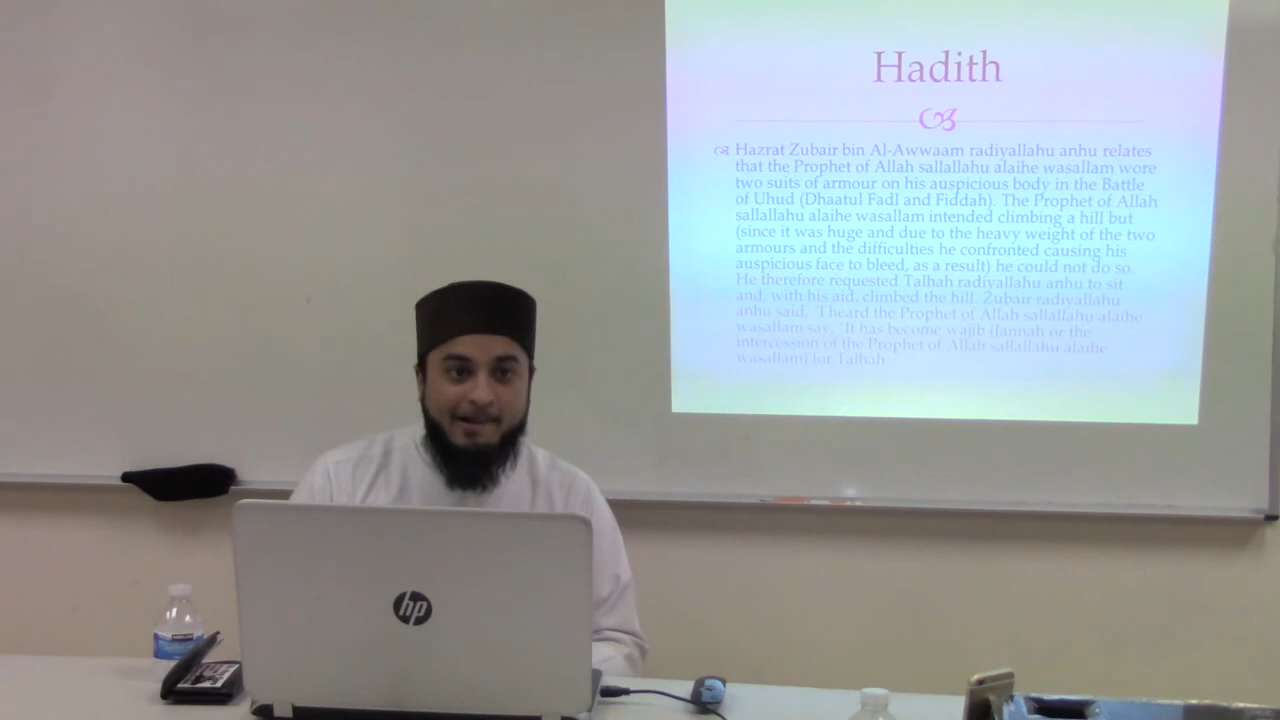 Hadith
Hazrat Zubair bin Al-Awwaam radiyallahu anhu relates
that the Prophet of Allah sallallahu alaihe wasallam wore
two suits of armour on his auspicious body in the Battle
of Uhud (Dhaatul Fadl and Fiddah). The Prophet of Allah
sallallahu alaihe wasallam intended climbing a hill but
(since it was huge and due to the heavy weight of the two
armours and the difficulties he confronted causing his
auspicious face to bleed, as a result) he could not do so.
He therefore requested Talhah radiyallahu anhu to sit
and, with his aid, climbed the hill. Zubair radiyallahu
anhu said, 'I heard the Prophet of Allah sallallahu alaihe
wasallam say, 'It has become wajib (Jannah or the
intercession of the Prophet of Allah sallallahu alaihe
wasallam) for Talhah
hp